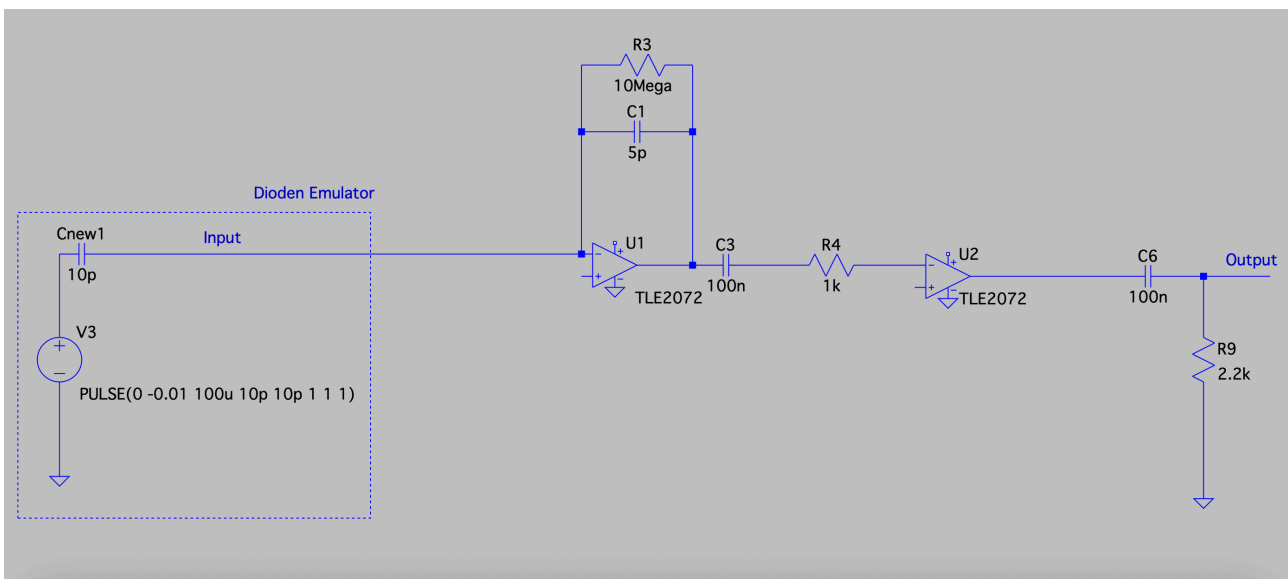 R3
10Mega
C1
5p
Dioden Emulator
Cnew1
10p
Input
V3
PULSE(0 -0.01 100u 10p 10p 1 1 1)
U1
TLE2072
C3
100n
R4
1k
U2
TLE2072
C6
100n
Output
R9
2.2k